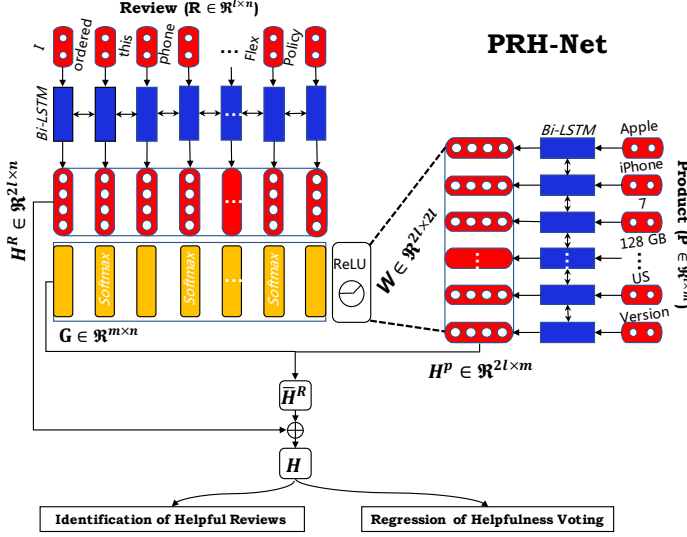 Review (R ∈ ℜ^{l×n})
PRH-Net
I ordered this phone ... Flex Policy
Bi-LSTM
...
H^R ∈ ℜ^{2l×n}
...
Softmax Softmax ... Softmax
ReLU
G ∈ ℜ^{m×n}
W ∈ ℜ^{2l×2l}
Bi-LSTM
Apple
iPhone
7
128 GB
...
US
Version
Product (P ∈ ℜ^{l×m})
H^p ∈ ℜ^{2l×m}
H̅^R
H
Identification of Helpful Reviews
Regression of Helpfulness Voting